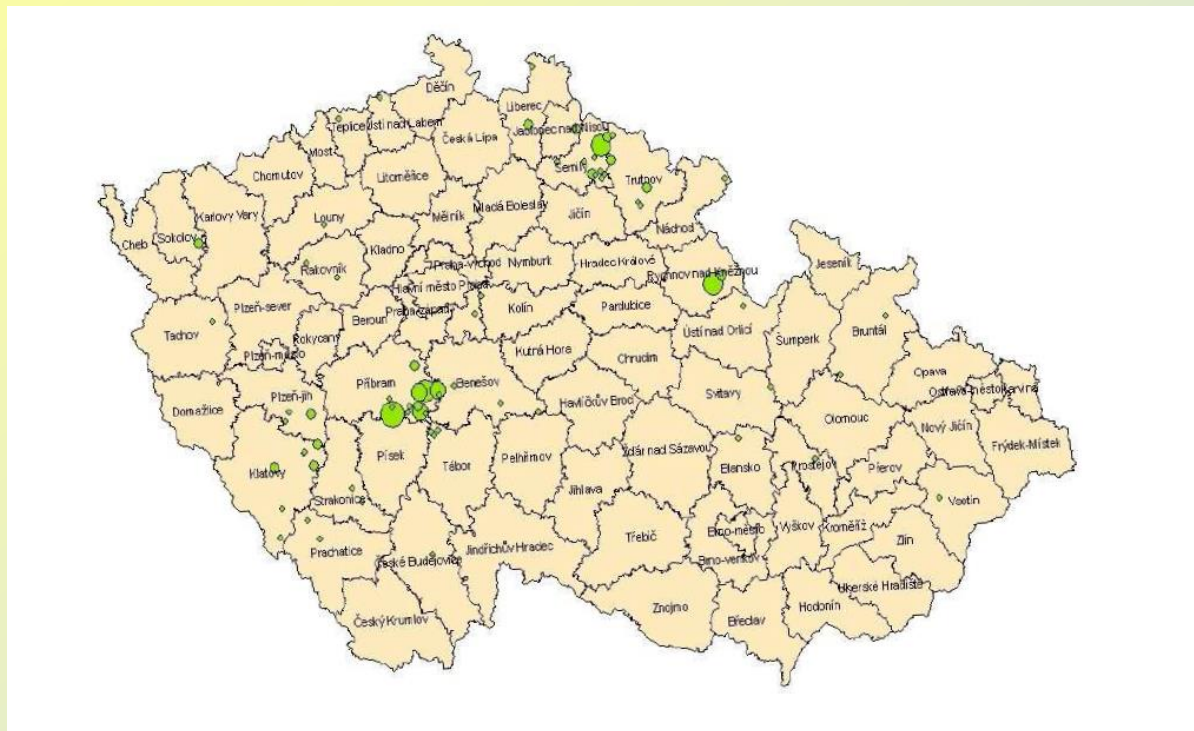 Děčín
Liberec
Teplice
Ústí nad Labem
Jablonec nad Nisou
Česká Lípa
Most
Semily
Chomutov
Litoměřice
Trutnov
Mladá Boleslav
Jičín
Karlovy Vary
Louny
Mělník
Sokolov
Cheb
Náchod
Kladno
Praha-východ
Nymburk
Hradec Králové
Jeseník
Rakovník
Rychnov nad Kněžnou
Hlavní město Praha
Plzeň-sever
Kolín
Pardubice
Praha-západ
Beroun
Tachov
Rokycany
Ústí nad Orlicí
Bruntál
Šumperk
Kutná Hora
Plzeň-město
Chrudim
Opava
Příbram
Benešov
Ostrava-město
Karviná
Svitavy
Plzeň-jih
Havlíčkův Brod
Domažlice
Olomouc
Nový Jičín
Frýdek-Místek
Žďár nad Sázavou
Písek
Pelhřimov
Tábor
Prostějov
Blansko
Přerov
Klatovy
Jihlava
Strakonice
Vsetín
Vyškov
Kroměříž
Brno-město
Třebíč
Zlín
Jindřichův Hradec
Prachatice
České Budějovice
Brno-venkov
Uherské Hradiště
Hodonín
Znojmo
Český Krumlov
Břeclav